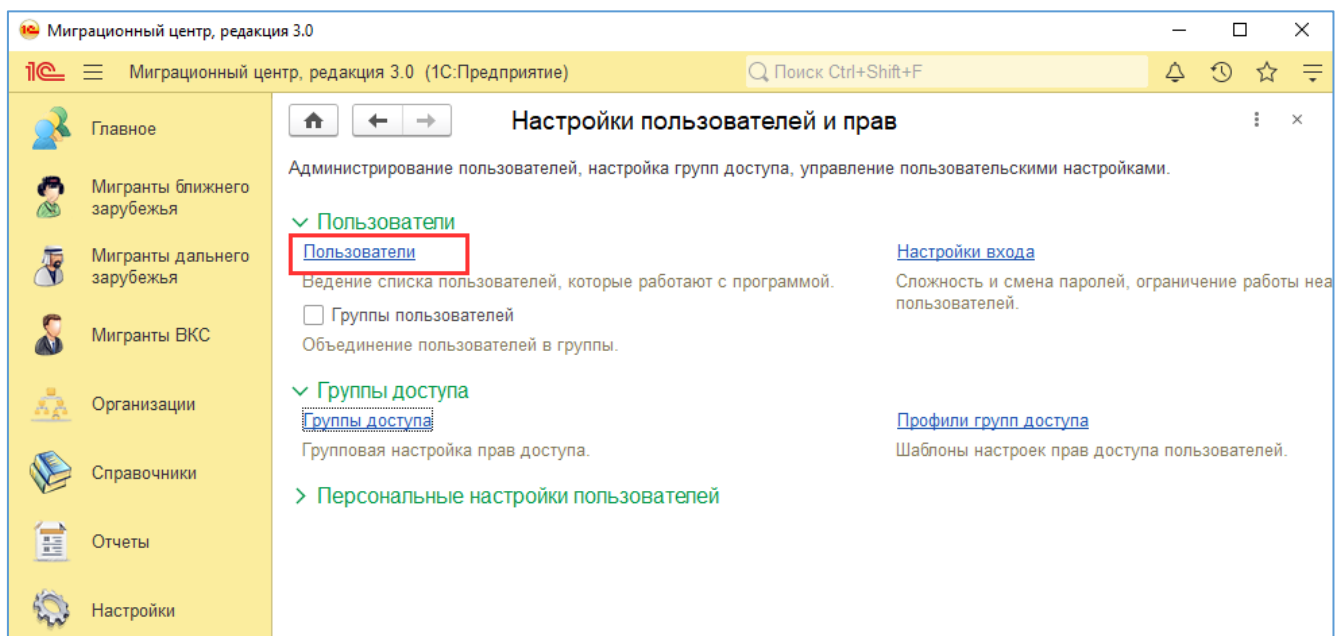 Миграционный центр, редакция 3.0
Миграционный центр, редакция 3.0 (1С:Предприятие)
Поиск Ctrl+Shift+F
Главное
Мигранты ближнего
зарубежья
Мигранты дальнего
зарубежья
Мигранты ВКС
Организации
Справочники
Отчеты
Настройки
Настройки пользователей и прав
Администрирование пользователей, настройка групп доступа, управление пользовательскими настройками.
Пользователи
Пользователи
Ведение списка пользователей, которые работают с программой.
Группы пользователей
Объединение пользователей в группы.
Настройки входа
Сложность и смена паролей, ограничение работы неа
пользователей.
Группы доступа
Группы доступа
Групповая настройка прав доступа.
Профили групп доступа
Шаблоны настроек прав доступа пользователей.
Персональные настройки пользователей